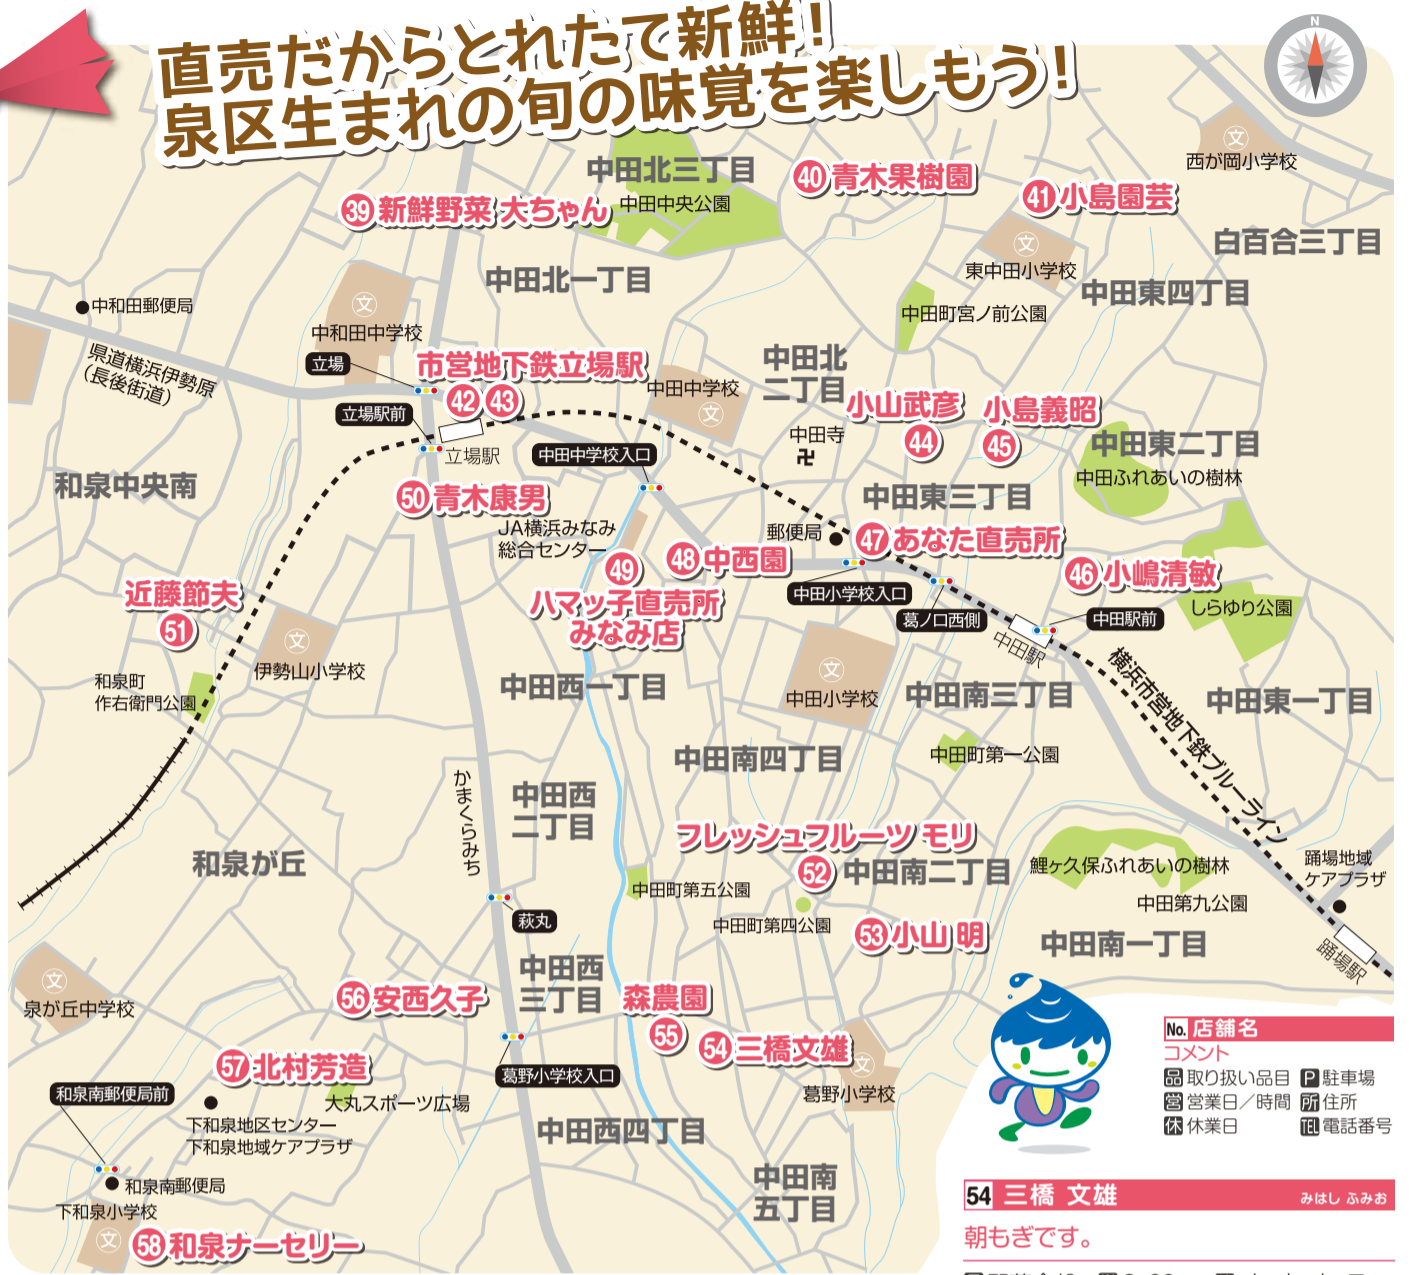 直売だからとれたて新鮮！
泉区生まれの旬の味覚を楽しもう！
N
文
西が岡小学校
中田北三丁目
40 青木果樹園
41 小島園芸
39 新鮮野菜 大ちゃん
中田中央公園
文
東中田小学校
白百合三丁目
中田北一丁目
中田東四丁目
中和田郵便局
文
中和田中学校
中田町宮ノ前公園
県道横浜伊勢原
（長後街道）
立場
市営地下鉄立場駅
42 43
中田北
二丁目
中田中学校
文
立場駅前
小山武彦
44
小島義昭
45
中田寺
卍
中田東二丁目
中田ふれあいの樹林
立場駅
中田中学校入口
和泉中央南
50 青木康男
中田東三丁目
JA横浜みなみ
総合センター
郵便局
47 あなた直売所
48 中西園
49
ハマッ子直売所
みなみ店
46 小嶋清敏
中田小学校入口
葛ノ口西側
中田駅前
しらゆり公園
中田駅
近藤節夫
51
文
伊勢山小学校
和泉町
作右衛門公園
中田西一丁目
文
中田小学校
中田南三丁目
横浜市営地下鉄ブルーライン
中田東一丁目
中田南四丁目
中田町第一公園
かまくらみち
中田西
二丁目
フレッシュフルーツ モリ
52
中田南二丁目
和泉が丘
鯉ヶ久保ふれあいの樹林
踊場地域
ケアプラザ
中田町第五公園
中田第九公園
萩丸
中田町第四公園
53 小山 明
中田南一丁目
踊場駅
文
泉が丘中学校
中田西
三丁目
56 安西久子
森農園
55
54 三橋文雄
文
葛野小学校
57 北村芳造
葛野小学校入口
和泉南郵便局前
大丸スポーツ広場
下和泉地区センター
下和泉地域ケアプラザ
中田西四丁目
和泉南郵便局
下和泉小学校
文
58 和泉ナーセリー
中田南
五丁目
No. 店舗名
コメント
品 取り扱い品目 P 駐車場
営 営業日／時間 所 住所
休 休業日 TEL 電話番号
54 三橋 文雄 みはし ふみお
朝もぎです。